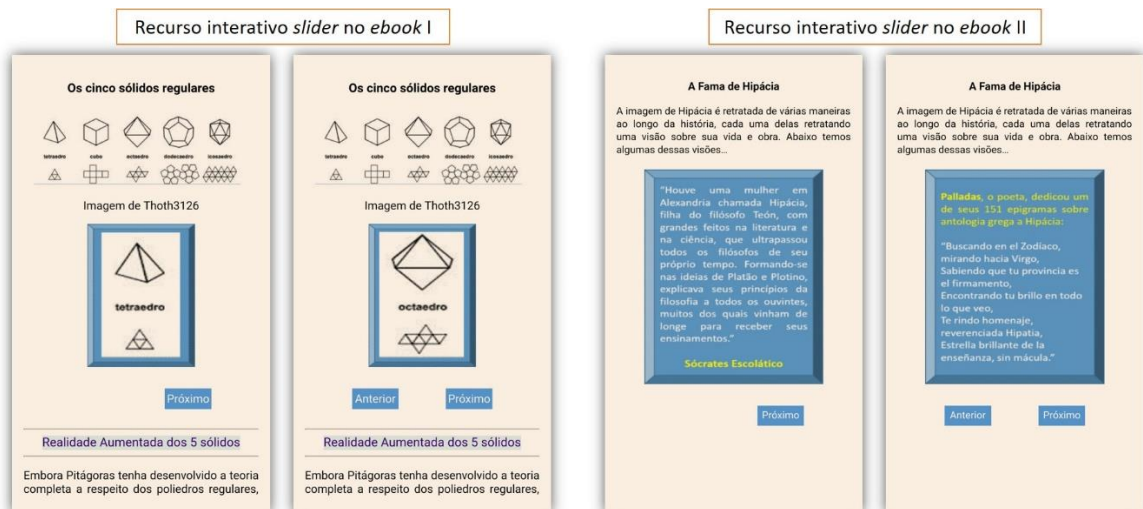 Recurso interativo slider no ebook I
Os cinco sólidos regulares
tetraedro cubo octaedro dodecaedro icosaedro
Imagem de Thoth3126
tetraedro
Próximo
Realidade Aumentada dos 5 sólidos
Embora Pitágoras tenha desenvolvido a teoria
completa a respeito dos poliedros regulares,
Os cinco sólidos regulares
tetraedro cubo octaedro dodecaedro icosaedro
Imagem de Thoth3126
octaedro
Anterior Próximo
Realidade Aumentada dos 5 sólidos
Embora Pitágoras tenha desenvolvido a teoria
completa a respeito dos poliedros regulares,
Recurso interativo slider no ebook II
A Fama de Hipácia
A imagem de Hipácia é retratada de várias maneiras
ao longo da história, cada uma delas retratando
uma visão sobre sua vida e obra. Abaixo temos
algumas dessas visões...
"Houve uma mulher em
Alexandria chamada Hipácia,
filha do filósofo Teón, com
grandes feitos na literatura e
na ciência, que ultrapassou
todos os filósofos de seu
próprio tempo. Formando-se
nas ideias de Platão e Plotino,
explicava seus princípios da
filosofia a todos os ouvintes,
muitos dos quais vinham de
longe para receber seus
ensinamentos."
Sócrates Escolático
Próximo
A Fama de Hipácia
A imagem de Hipácia é retratada de várias maneiras
ao longo da história, cada uma delas retratando
uma visão sobre sua vida e obra. Abaixo temos
algumas dessas visões...
Palladas, o poeta, dedicou um
de seus 151 epigramas sobre
antologia grega a Hipácia:
"Buscando en el Zodíaco,
mirando hacia Virgo,
Sabiendo que tu provincia es
el firmamento,
Encontrando tu brillo en todo
lo que veo,
Te rindo homenaje,
reverenciada Hipatia,
Estrella brillante de la
enseñanza, sin mácula."
Anterior Próximo